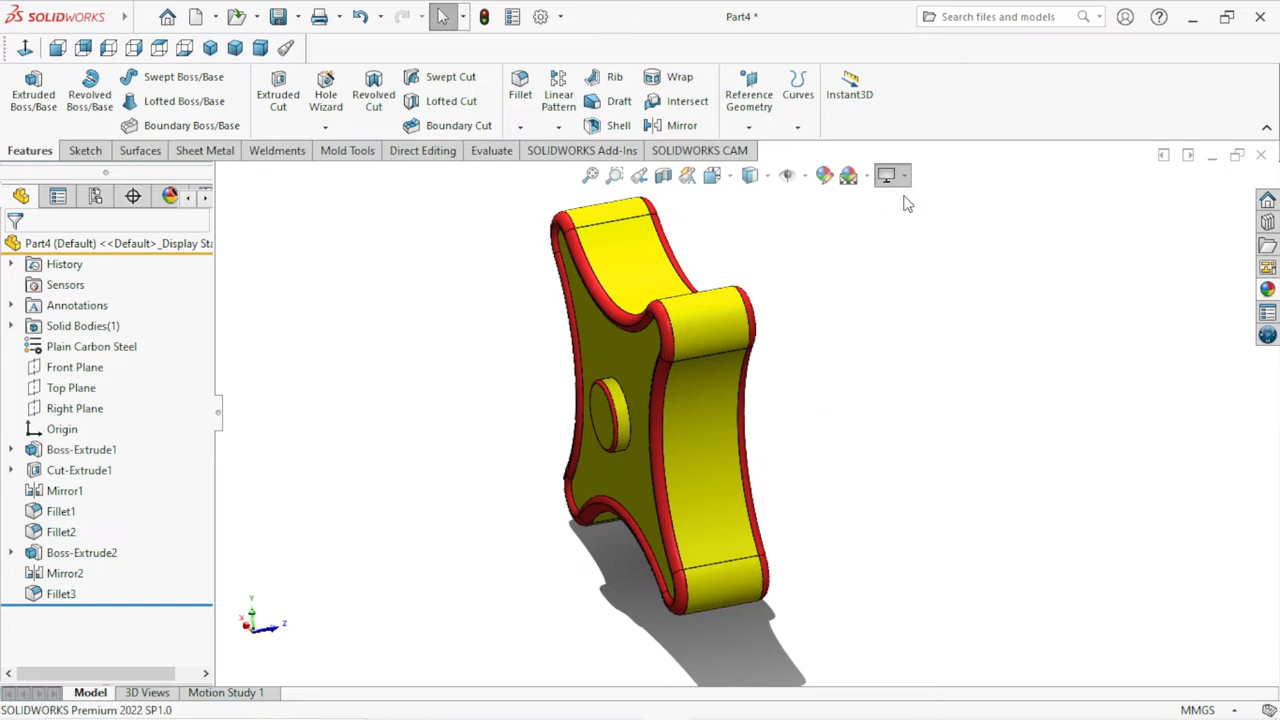 SOLIDWORKS
Part4 *
Search files and models
Extruded Boss/Base
Revolved Boss/Base
Swept Boss/Base
Lofted Boss/Base
Boundary Boss/Base
Extruded Cut
Hole Wizard
Revolved Cut
Swept Cut
Lofted Cut
Boundary Cut
Fillet
Linear Pattern
Rib
Draft
Shell
Wrap
Intersect
Mirror
Reference Geometry
Curves
Instant3D
Features
Sketch
Surfaces
Sheet Metal
Weldments
Mold Tools
Direct Editing
Evaluate
SOLIDWORKS Add-Ins
SOLIDWORKS CAM
Part4 (Default) <<Default>_Display Sta
History
Sensors
Annotations
Solid Bodies(1)
Plain Carbon Steel
Front Plane
Top Plane
Right Plane
Origin
Boss-Extrude1
Cut-Extrude1
Mirror1
Fillet1
Fillet2
Boss-Extrude2
Mirror2
Fillet3
Y
X
Z
Model
3D Views
Motion Study 1
SOLIDWORKS Premium 2022 SP1.0
MMGS